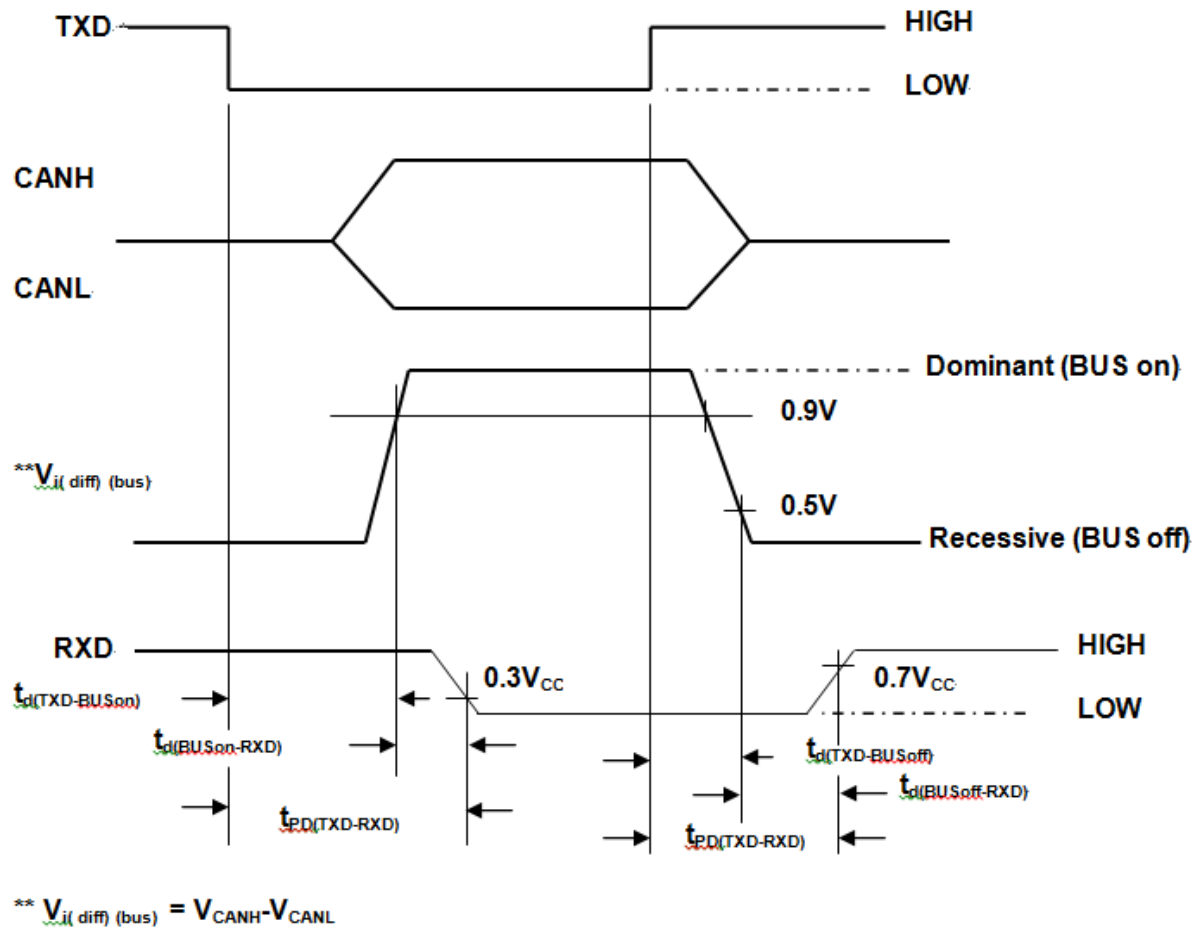 TXD
HIGH
LOW
CANH
CANL
Dominant (BUS on)
0.9V
**Vi( diff) (bus)
0.5V
Recessive (BUS off)
RXD
HIGH
0.3VCC
0.7VCC
LOW
td(TXD-BUSon)
td(BUSon-RXD)
td(TXD-BUSoff)
td(BUSoff-RXD)
tPD(TXD-RXD)
tPD(TXD-RXD)
** Vi( diff) (bus) = VCANH-VCANL